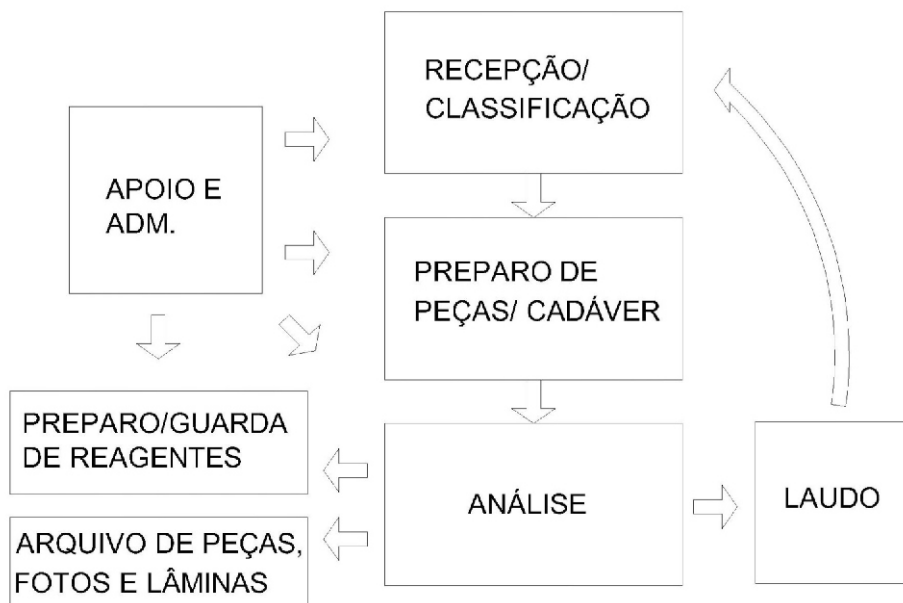 RECEPÇÃO/
CLASSIFICAÇÃO
APOIO E
ADM.
PREPARO DE
PEÇAS/ CADÁVER
PREPARO/GUARDA
DE REAGENTES
ANÁLISE
LAUDO
ARQUIVO DE PEÇAS,
FOTOS E LÂMINAS